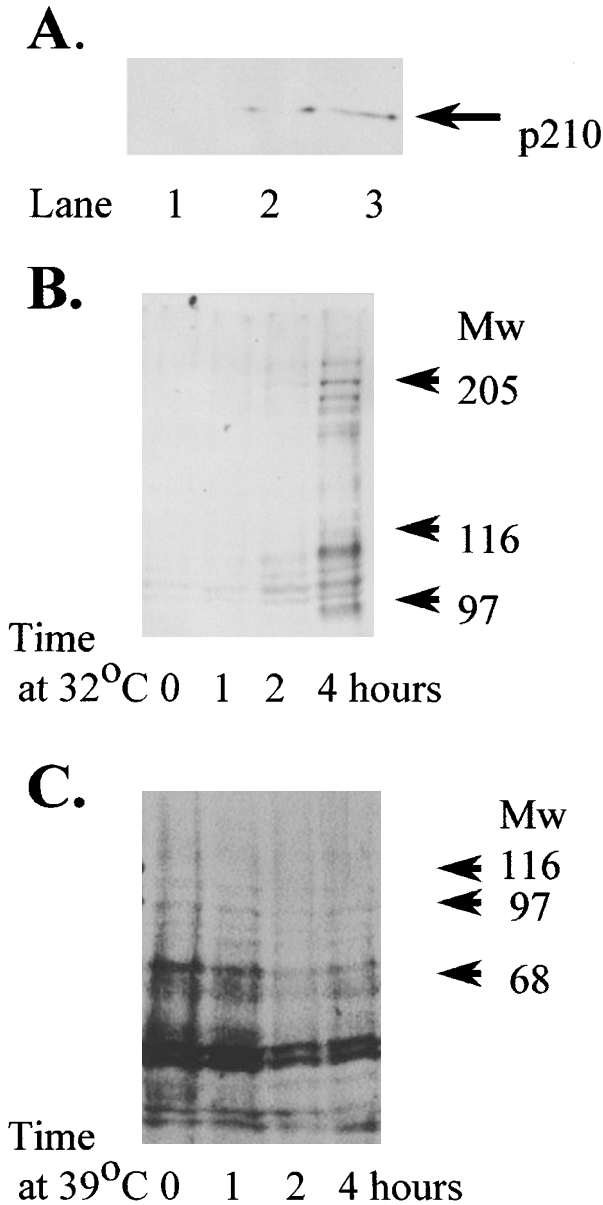 A.
p210
Lane 1 2 3
B.
Mw
205
116
97
Time
at 32°C 0 1 2 4 hours
C.
Mw
116
97
68
Time
at 39°C 0 1 2 4 hours